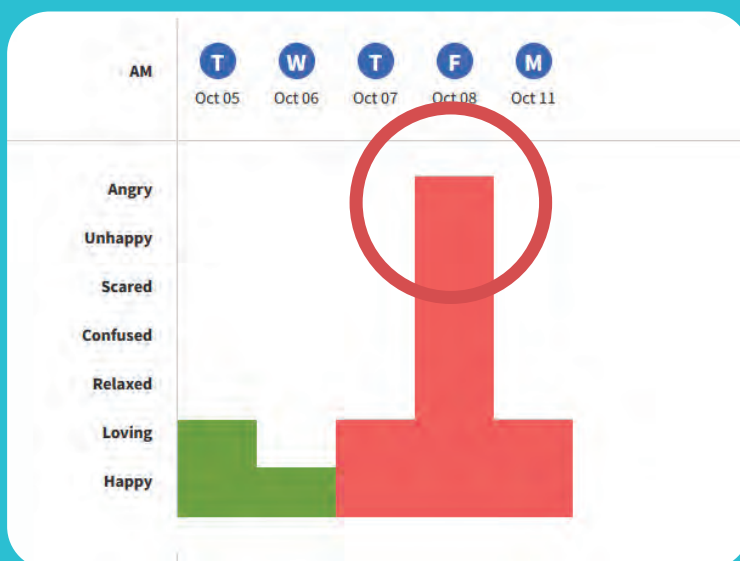 AM T W T F M
Oct 05 Oct 06 Oct 07 Oct 08 Oct 11
Angry
Unhappy
Scared
Confused
Relaxed
Loving
Happy